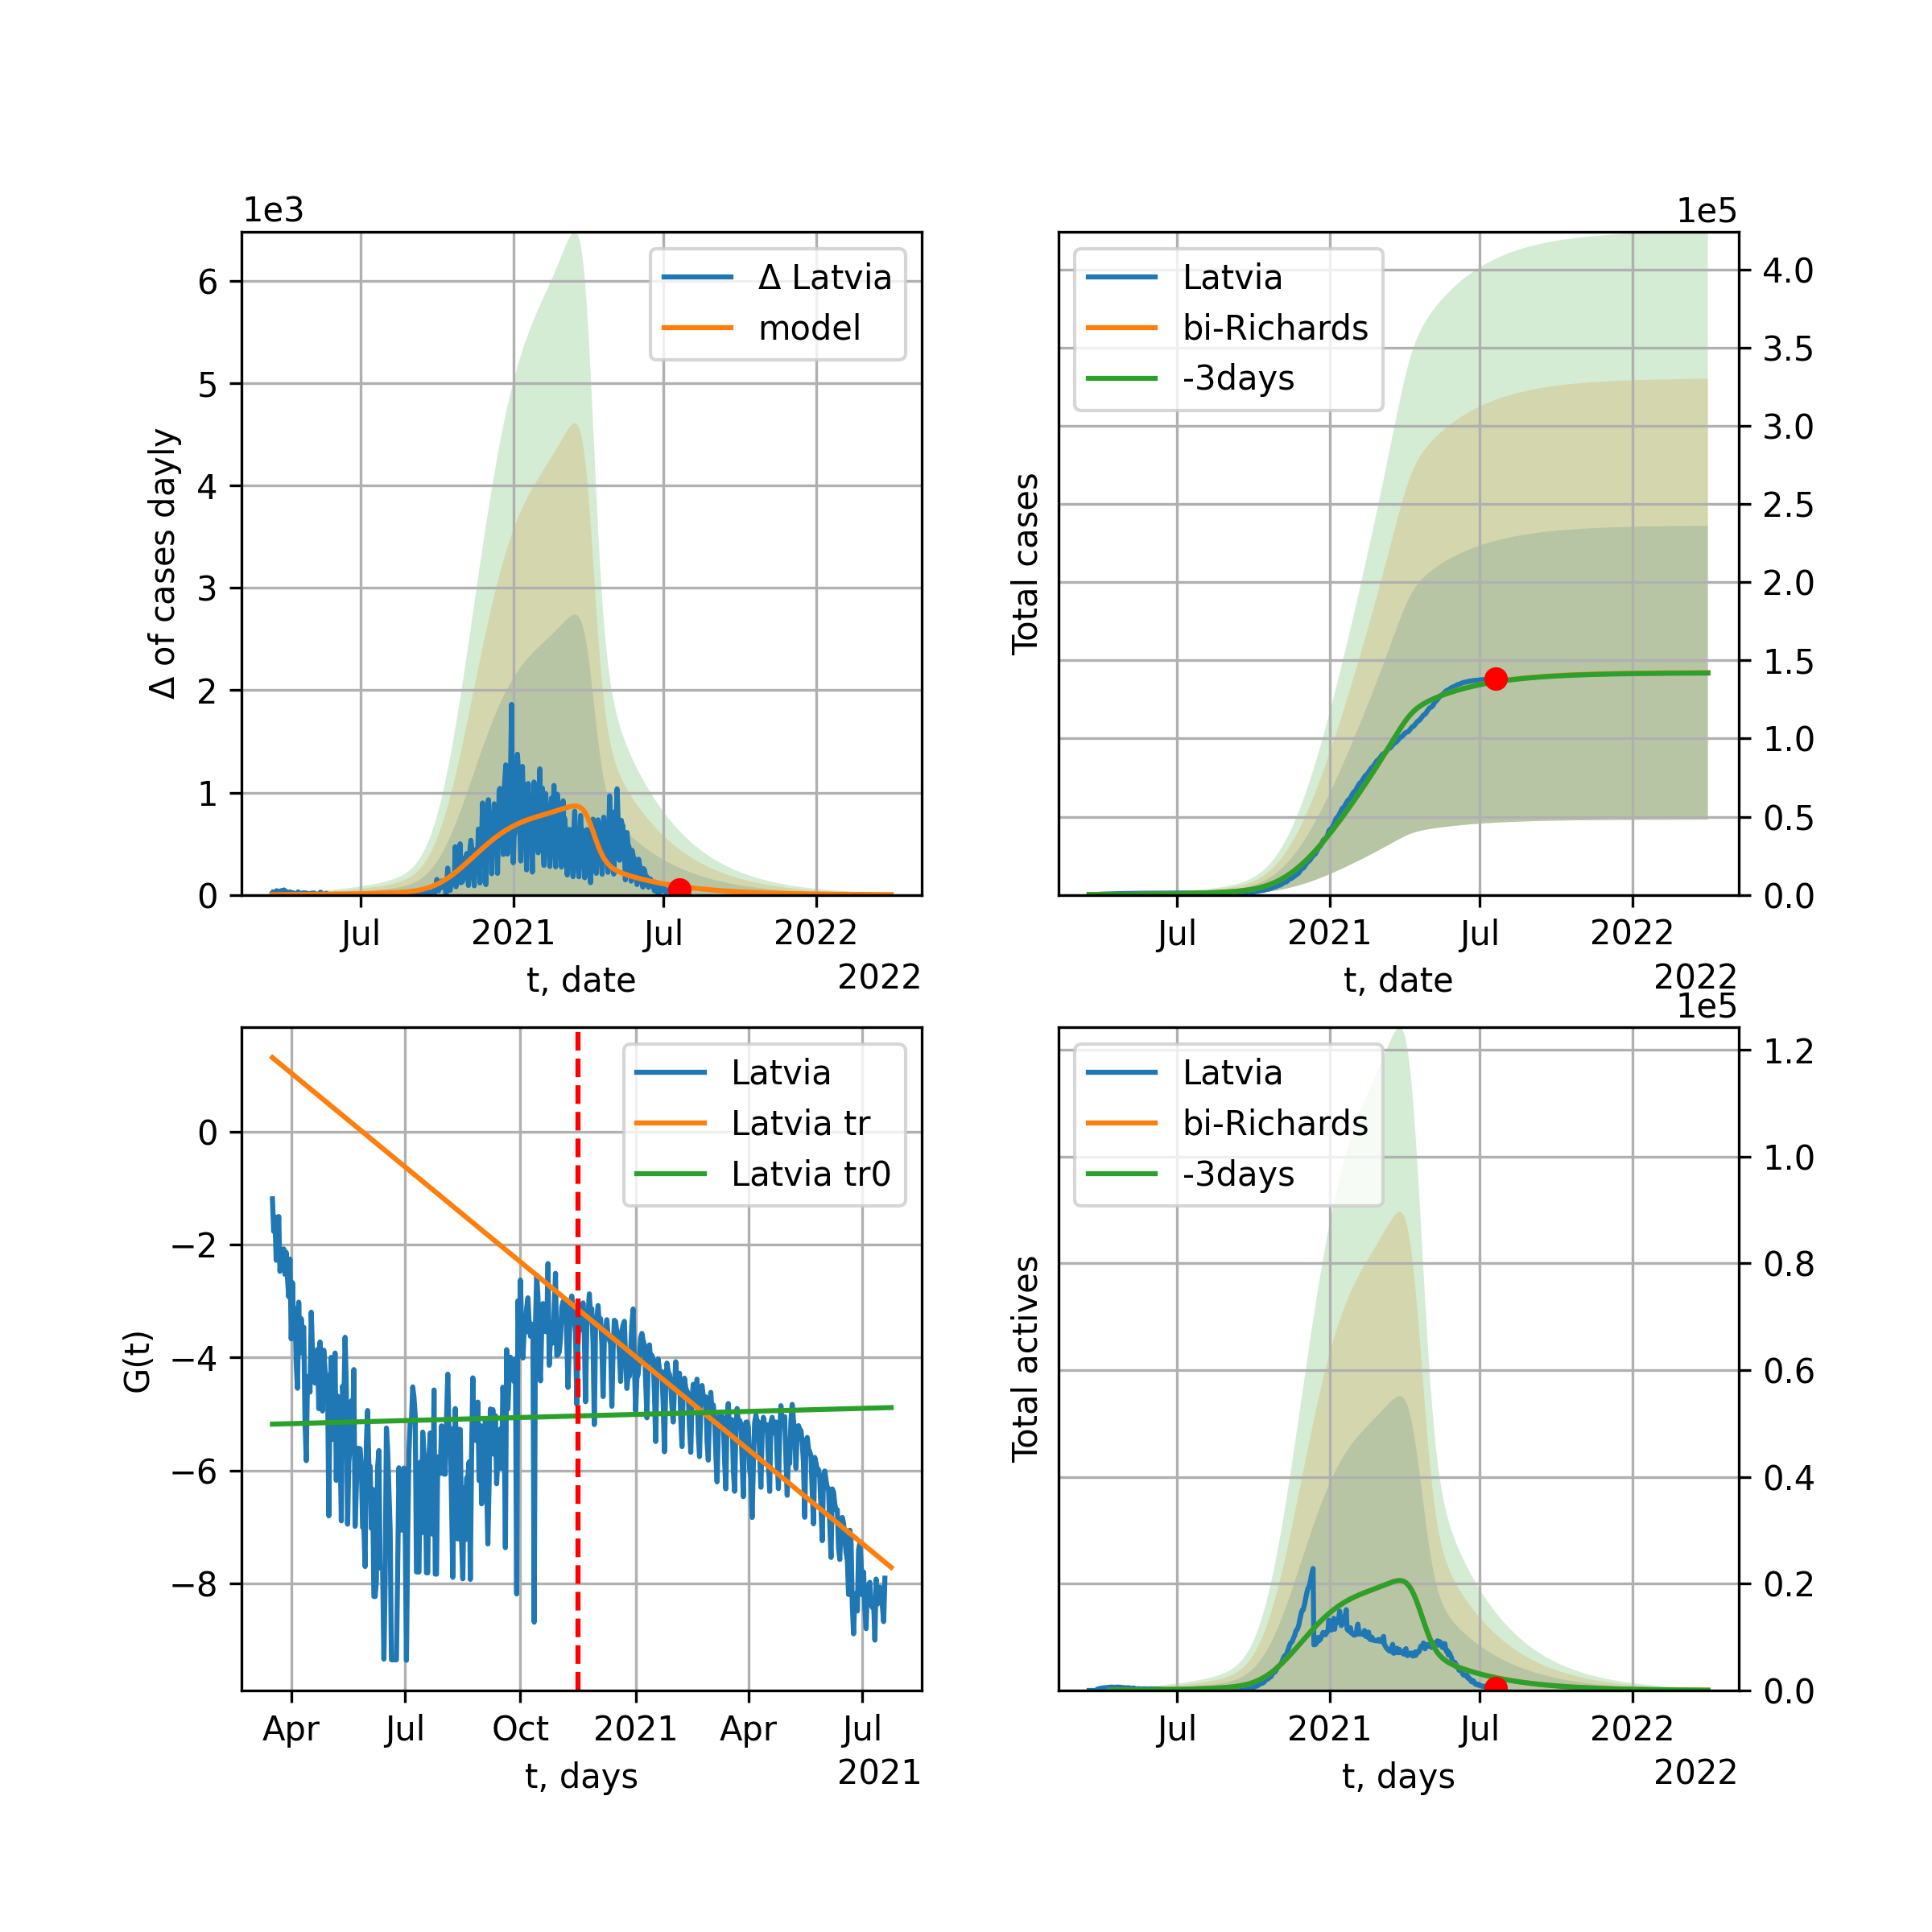 1e3
Δ of cases dayly
6
5
4
3
2
1
0
Δ Latvia
model
Jul
2021
Jul
2022
t, date
2022
1e5
Total cases
Latvia
bi-Richards
-3days
4.0
3.5
3.0
2.5
2.0
1.5
1.0
0.5
0.0
Jul
2021
Jul
2022
t, date
2022
G(t)
0
−2
−4
−6
−8
Latvia
Latvia tr
Latvia tr0
Apr
Jul
Oct
2021
Apr
Jul
t, days
2021
1e5
Total actives
Latvia
bi-Richards
-3days
1.2
1.0
0.8
0.6
0.4
0.2
0.0
Jul
2021
Jul
2022
t, days
2022